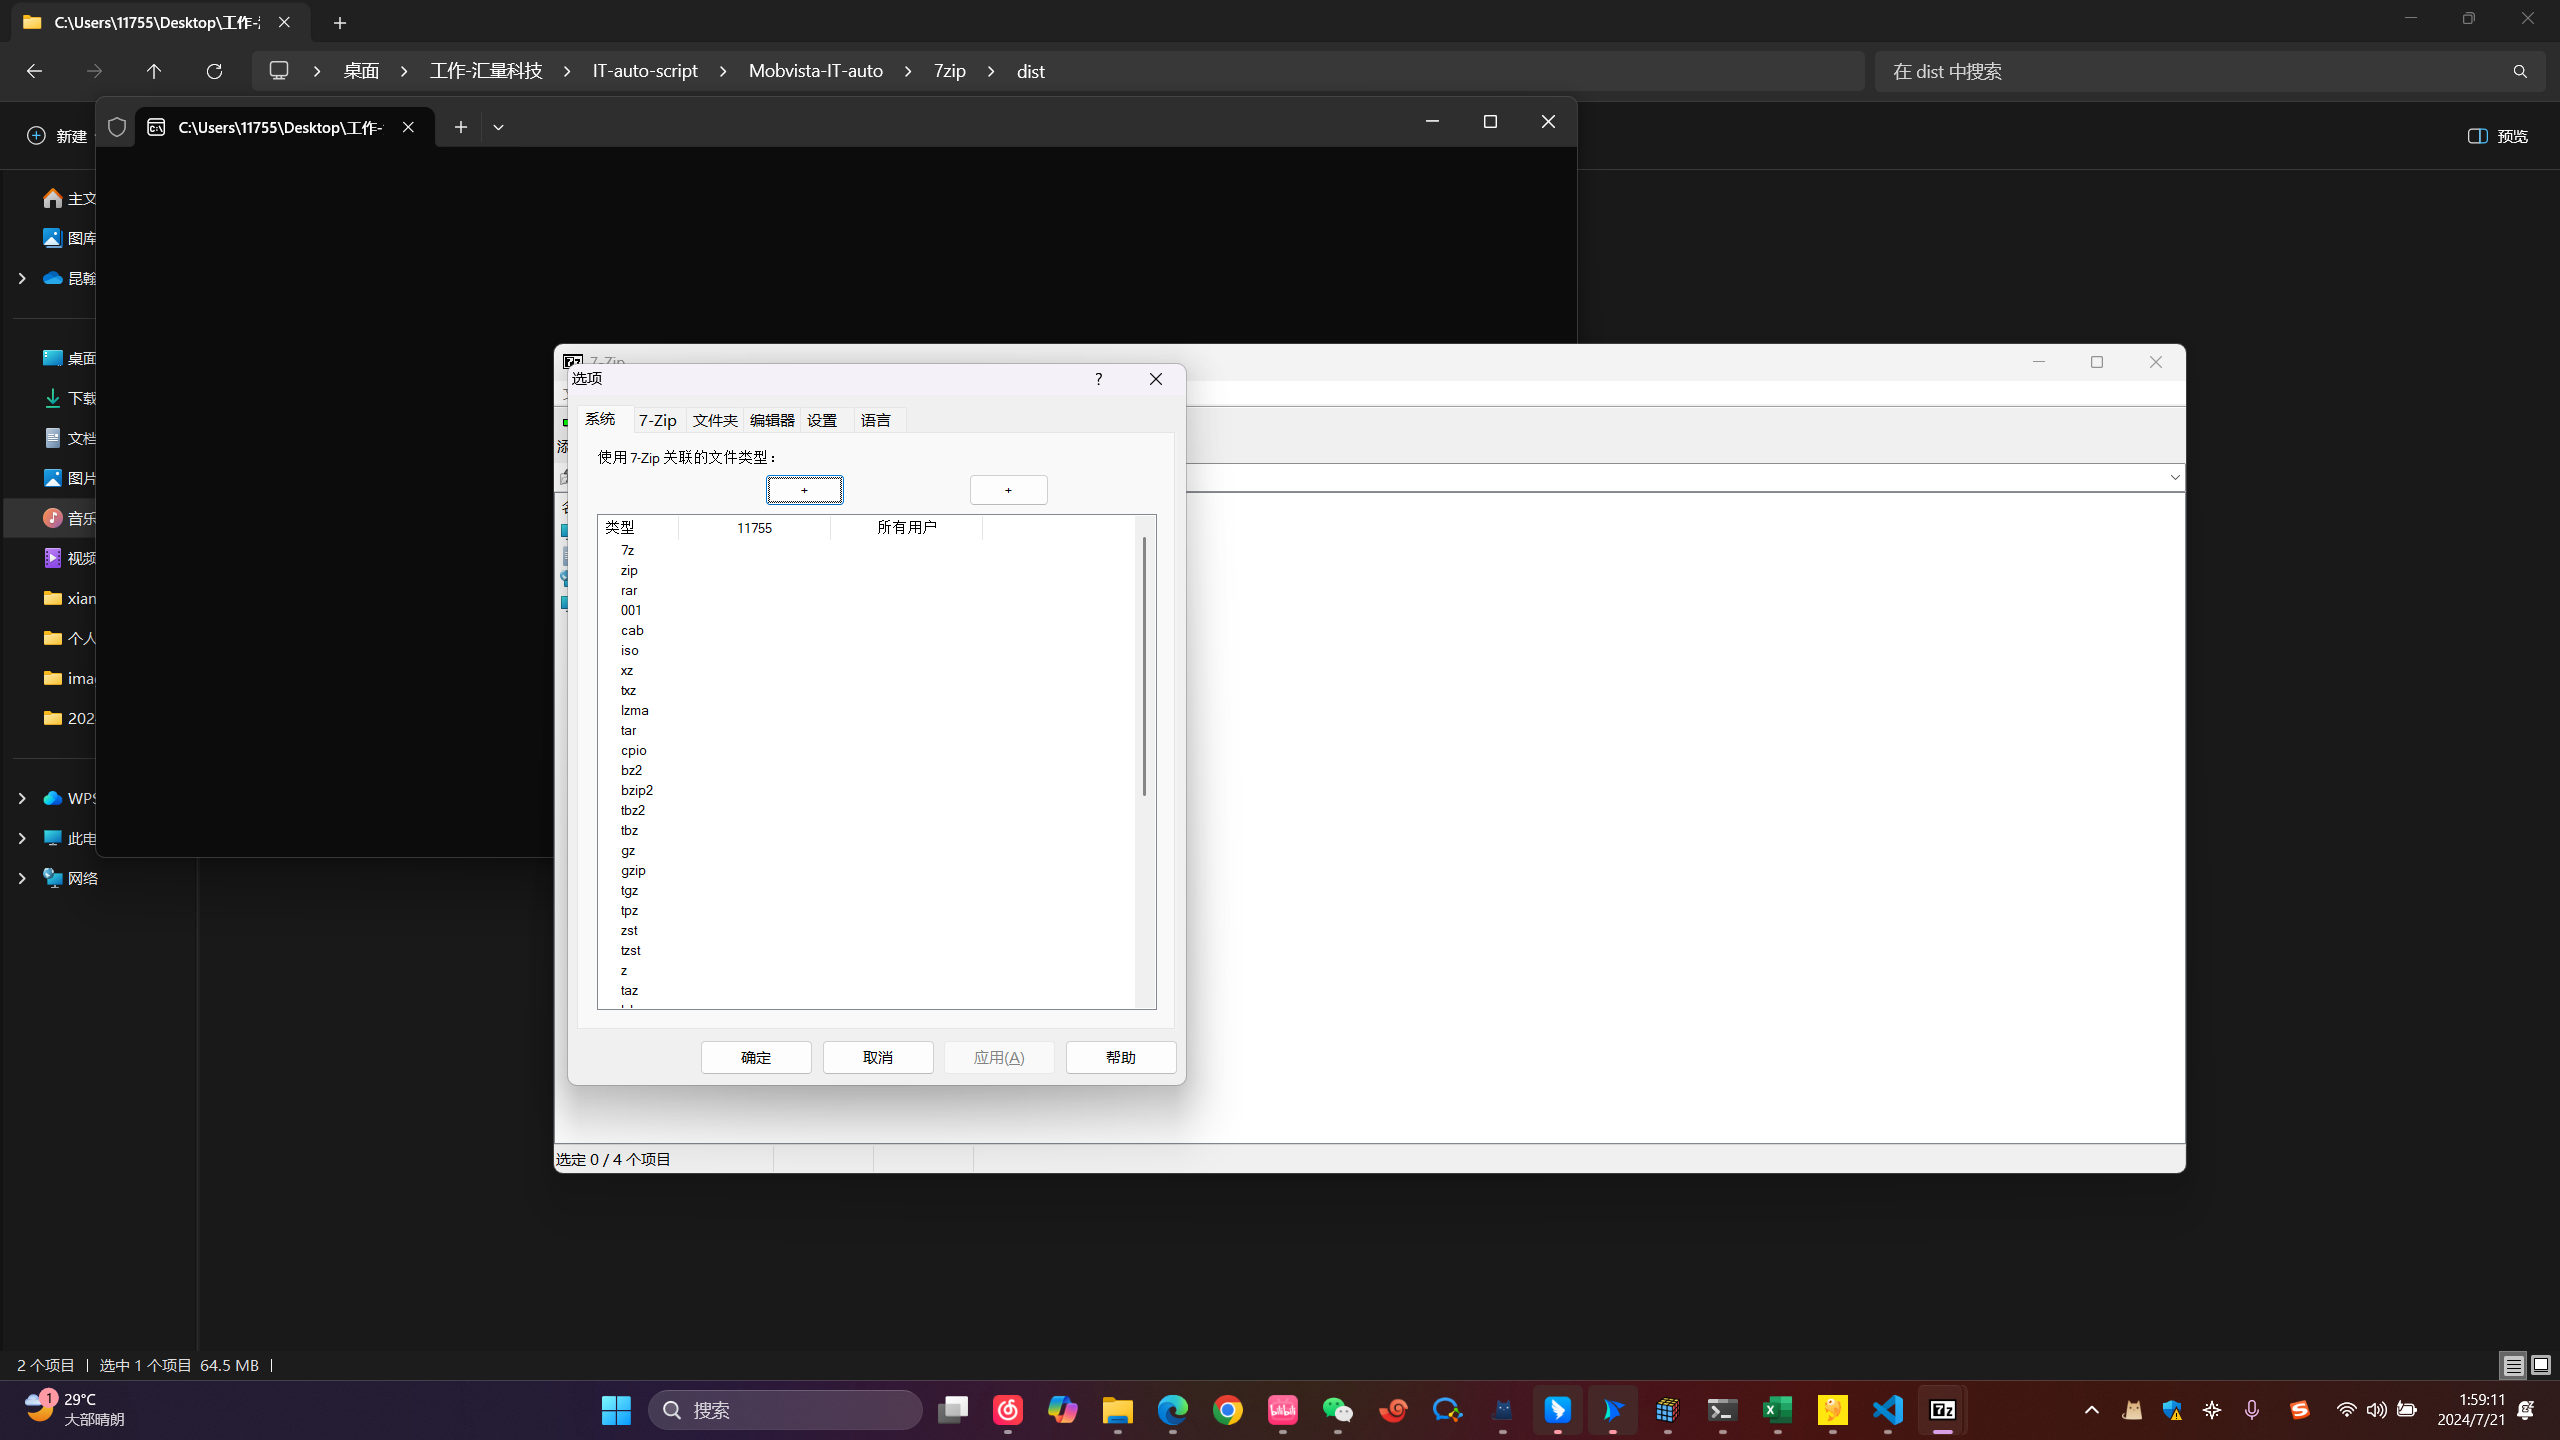 C:\Users\11755\Desktop\工作-
桌面 工作-汇量科技 IT-auto-script Mobvista-IT-auto 7zip dist
在 dist 中搜索
新建
C:\Users\11755\Desktop\工作-
预览
主文
图库
昆翰
桌面
下载
文档
图片
音乐
视频
xian
个人
ima
202
WPS
此电
网络
7-Zip
选项
系统 7-Zip 文件夹 编辑器 设置 语言
使用 7-Zip 关联的文件类型：
+ +
类型 11755 所有用户
7z
zip
rar
001
cab
iso
xz
txz
lzma
tar
cpio
bz2
bzip2
tbz2
tbz
gz
gzip
tgz
tpz
zst
tzst
z
taz
确定 取消 应用(A) 帮助
选定 0 / 4 个项目
2 个项目 选中 1 个项目 64.5 MB
1
29°C
大部晴朗
搜索
bilibili
7z
1:59:11
2024/7/21